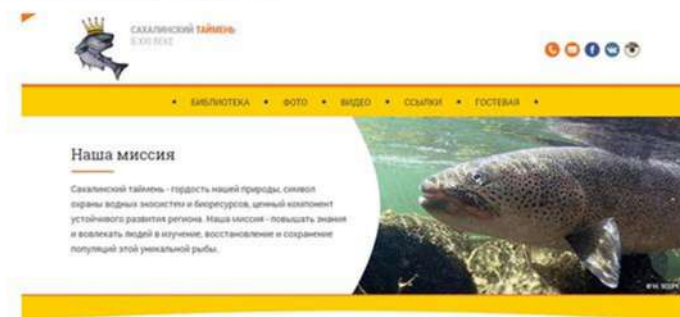 САХАЛИНСКИЙ ТАЙМЕНЬ
В XXI ВЕКЕ
• БИБЛИОТЕКА • ФОТО • ВИДЕО • ССЫЛКИ • ГОСТЕВАЯ •
Наша миссия
Сахалинский таймень - гордость нашей природы, символ
охраны водных экосистем и биоресурсов, ценный компонент
устойчивого развития региона. Наша миссия - повышать знания
и вовлекать людей в изучение, восстановление и сохранение
популяций этой уникальной рыбы.